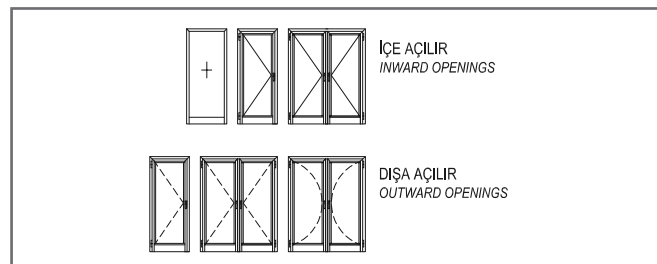 İÇE AÇILIR
INWARD OPENINGS
DIŞA AÇILIR
OUTWARD OPENINGS